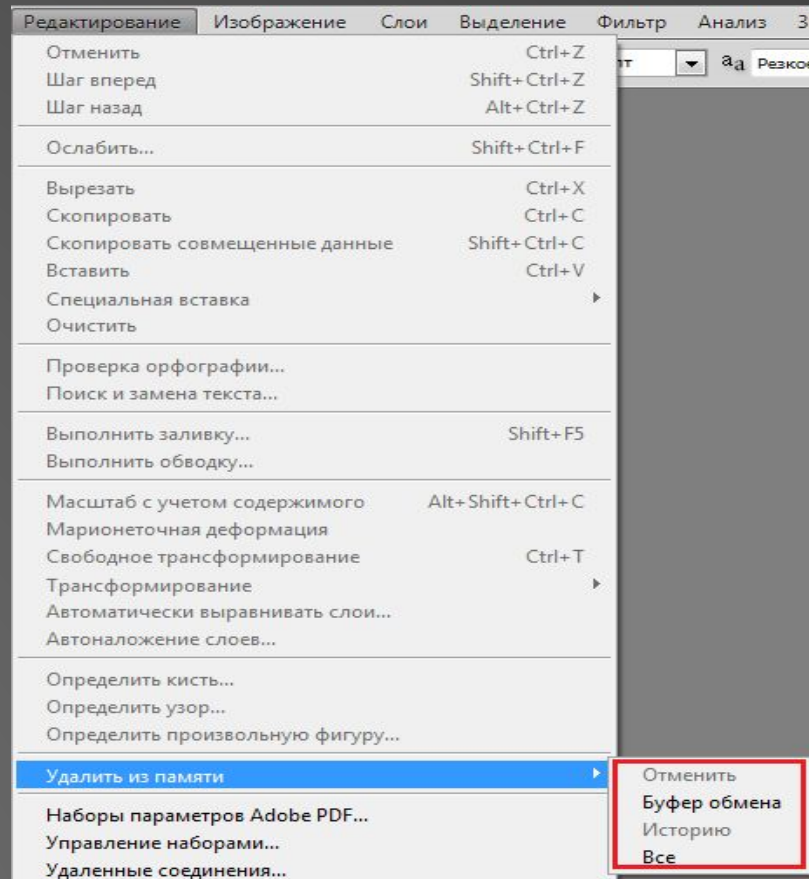 Редактирование Изображение Слои Выделение Фильтр Анализ
Отменить Ctrl+Z
Шаг вперед Shift+Ctrl+Z
Шаг назад Alt+Ctrl+Z
Ослабить... Shift+Ctrl+F
Вырезать Ctrl+X
Скопировать Ctrl+C
Скопировать совмещенные данные Shift+Ctrl+C
Вставить Ctrl+V
Специальная вставка
Очистить
Проверка орфографии...
Поиск и замена текста...
Выполнить заливку... Shift+F5
Выполнить обводку...
Масштаб с учетом содержимого Alt+Shift+Ctrl+C
Марионеточная деформация
Свободное трансформирование Ctrl+T
Трансформирование
Автоматически выравнивать слои...
Автоналожение слоев...
Определить кисть...
Определить узор...
Определить произвольную фигуру...
Удалить из памяти
Наборы параметров Adobe PDF...
Управление наборами...
Удаленные соединения...
Отменить
Буфер обмена
Историю
Все